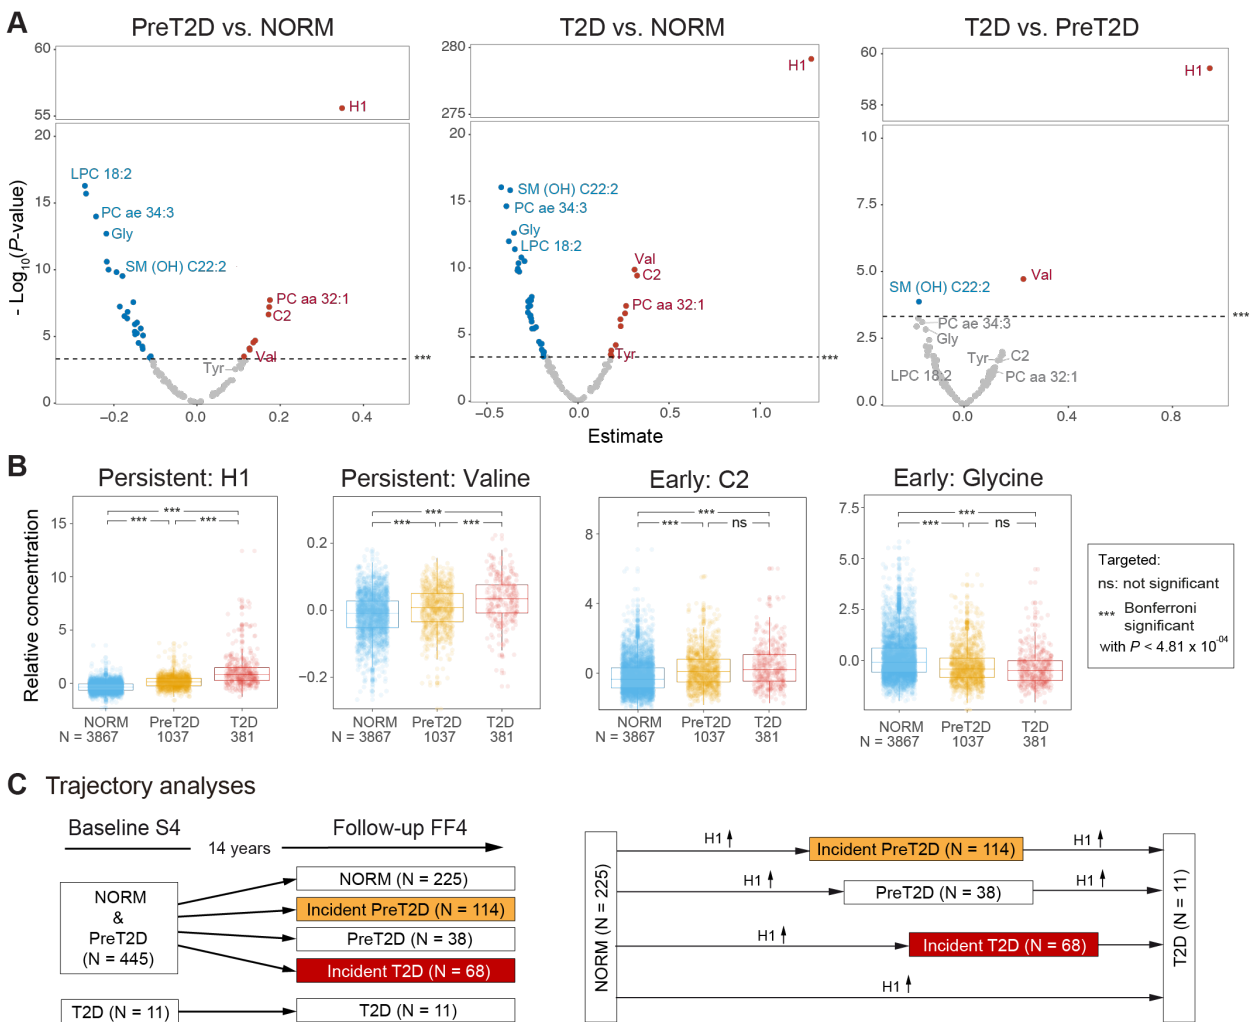 A
PreT2D vs. NORM
T2D vs. NORM
T2D vs. PreT2D
- Log10(P-value)
60
55
20
15
10
5
0
H1
LPC 18:2
PC ae 34:3
Gly
SM (OH) C22:2
PC aa 32:1
C2
Val
Tyr
***
−0.2
0.0
0.2
0.4
280
275
20
15
10
5
0
H1
SM (OH) C22:2
PC ae 34:3
Gly
LPC 18:2
Val
C2
PC aa 32:1
Tyr
***
−0.5
0.0
0.5
1.0
Estimate
60
58
10
7.5
5.0
2.5
0.0
H1
Val
SM (OH) C22:2
***
PC ae 34:3
Gly
Tyr
C2
LPC 18:2
PC aa 32:1
0.0
0.4
0.8
B
Relative concentration
Persistent: H1
15
10
5
0
***
***
***
NORM
PreT2D
T2D
N = 3867
1037
381
Persistent: Valine
0.2
0.0
−0.2
***
***
***
NORM
PreT2D
T2D
N = 3867
1037
381
Early: C2
8
4
0
***
***
ns
NORM
PreT2D
T2D
N = 3867
1037
381
Early: Glycine
7.5
5.0
2.5
0.0
***
***
ns
NORM
PreT2D
T2D
N = 3867
1037
381
Targeted:
ns: not significant
*** Bonferroni
significant
with P < 4.81 x 10-04
C Trajectory analyses
Baseline S4
14 years
Follow-up FF4
NORM
&
PreT2D
(N = 445)
T2D (N = 11)
NORM (N = 225)
Incident PreT2D (N = 114)
PreT2D (N = 38)
Incident T2D (N = 68)
T2D (N = 11)
NORM (N = 225)
H1
Incident PreT2D (N = 114)
H1
H1
PreT2D (N = 38)
H1
H1
Incident T2D (N = 68)
H1
T2D (N = 11)